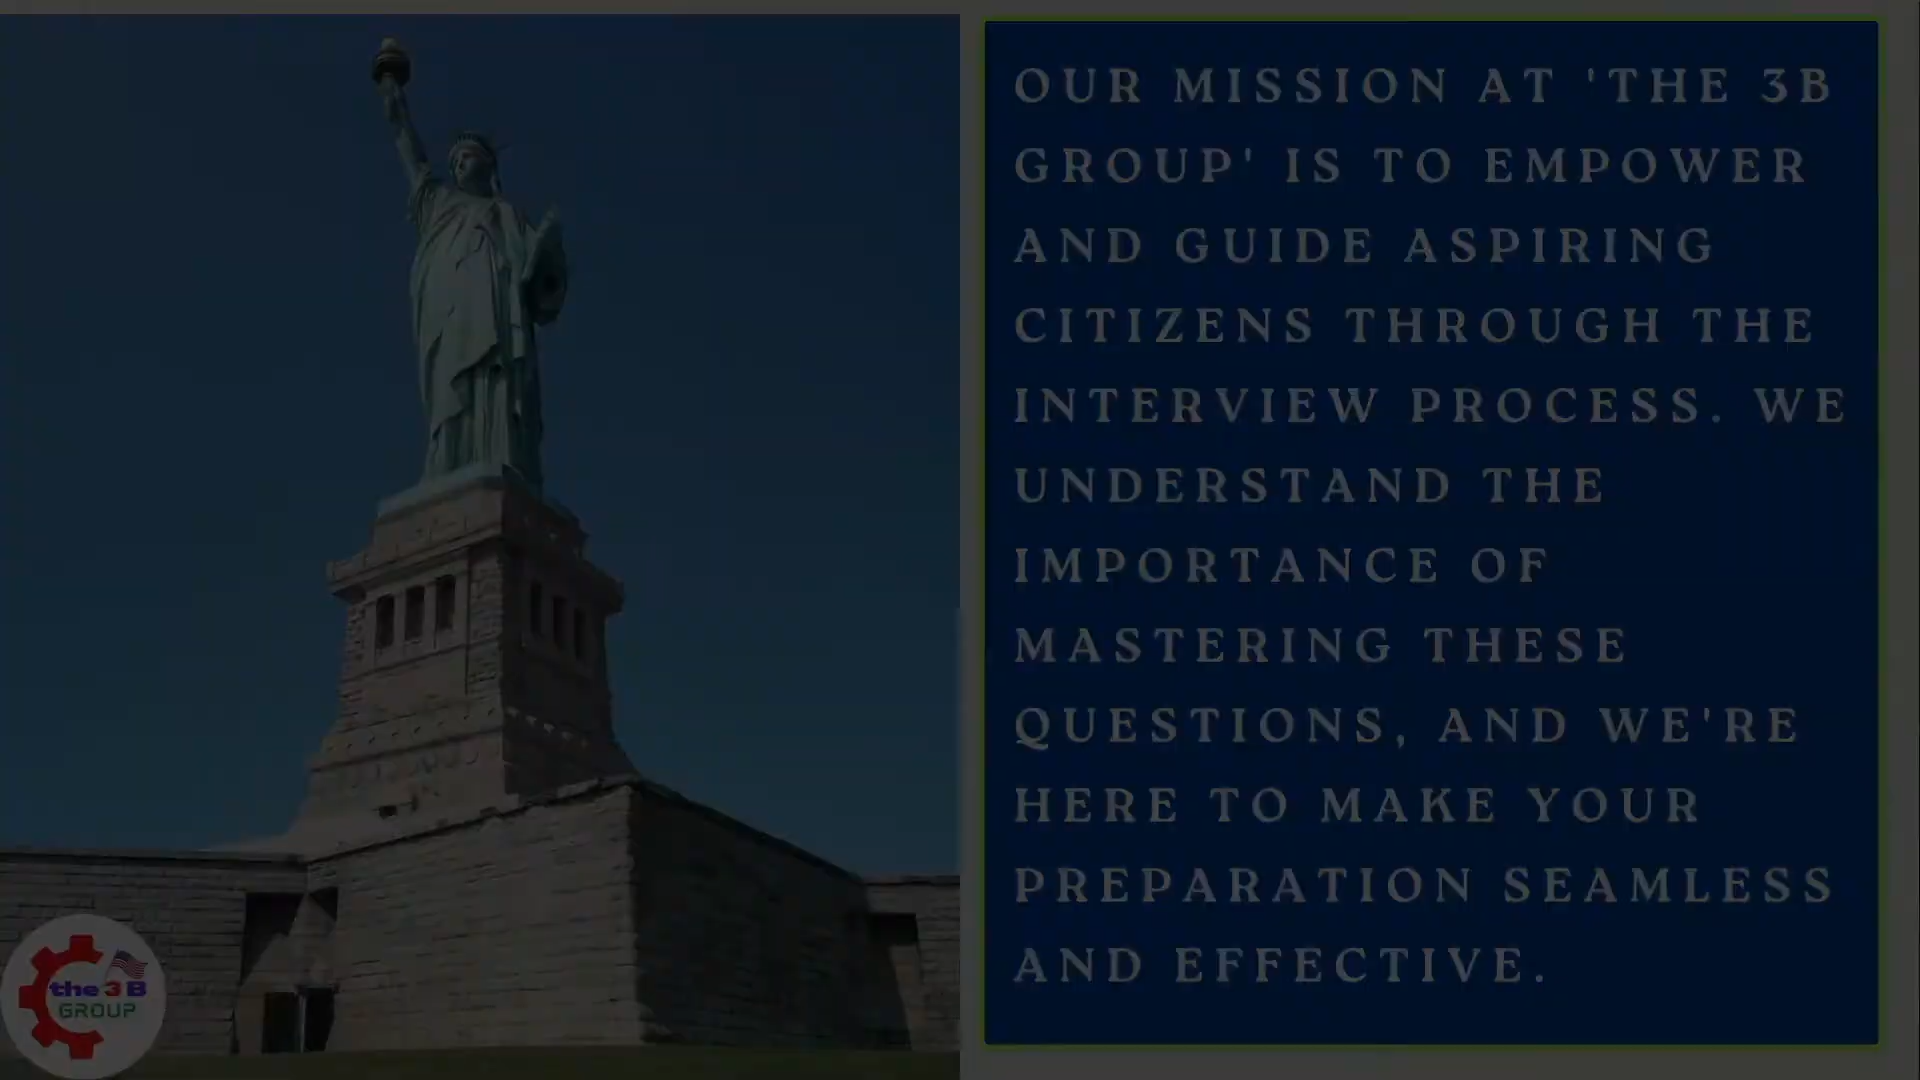 OUR MISSION AT 'THE 3B
GROUP' IS TO EMPOWER
AND GUIDE ASPIRING
CITIZENS THROUGH THE
INTERVIEW PROCESS. WE
UNDERSTAND THE
IMPORTANCE OF
MASTERING THESE
QUESTIONS, AND WE'RE
HERE TO MAKE YOUR
PREPARATION SEAMLESS
AND EFFECTIVE.
the 3 B
GROUP